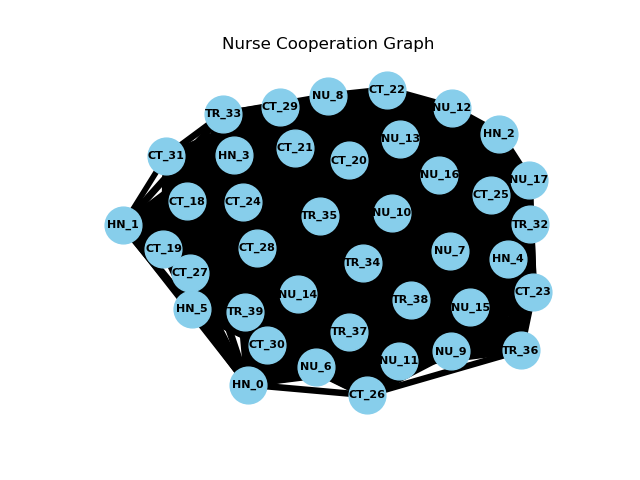 Nurse Cooperation Graph
CT_22
NU_8
CT_29
NU_12
TR_33
HN_2
NU_13
CT_21
HN_3
CT_31
CT_20
NU_16
NU_17
CT_25
CT_18
CT_24
TR_35
NU_10
HN_1
TR_32
CT_19
CT_28
NU_7
HN_4
TR_34
CT_27
CT_23
NU_14
TR_38
NU_15
HN_5
TR_39
TR_37
CT_30
NU_9
TR_36
NU_11
NU_6
HN_0
CT_26